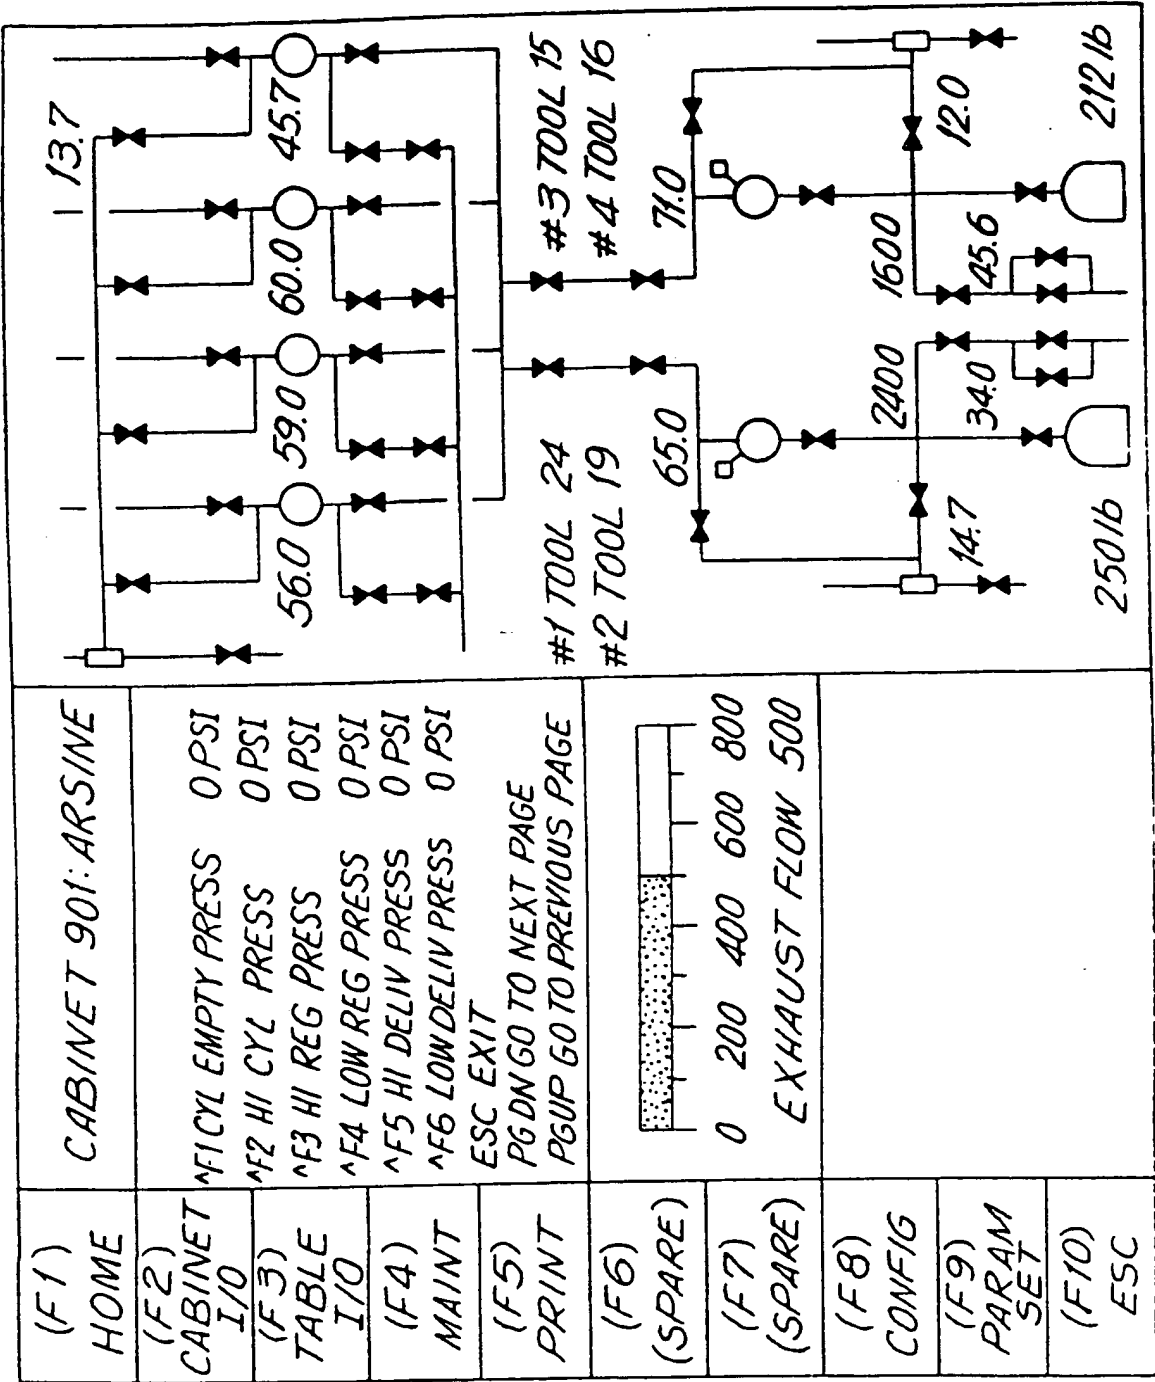 (F1)
HOME
(F2)
CABINET
I/O
(F3)
TABLE
I/O
(F4)
MAINT
(F5)
PRINT
(F6)
(SPARE)
(F7)
(SPARE)
(F8)
CONFIG
(F9)
PARAM
SET
(F10)
ESC
CABINET 901: ARSINE
^F1 CYL EMPTY PRESS 0 PSI
^F2 HI CYL PRESS 0 PSI
^F3 HI REG PRESS 0 PSI
^F4 LOW REG PRESS 0 PSI
^F5 HI DELIV PRESS 0 PSI
^F6 LOW DELIV PRESS 0 PSI
ESC EXIT
PG DN GO TO NEXT PAGE
PGUP GO TO PREVIOUS PAGE
0 200 400 600 800
EXHAUST FLOW 500
13.7
56.0 59.0 60.0 45.7
#1 TOOL 24
#2 TOOL 19
#3 TOOL 15
#4 TOOL 16
65.0 71.0
2400 1600
14.7 34.0 45.6 12.0
250 lb 212 lb